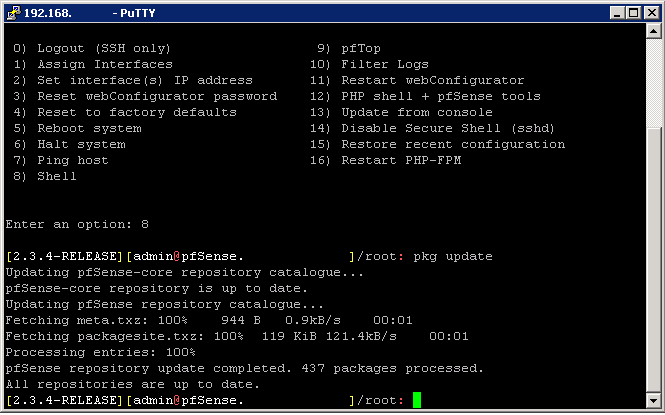 192.168. - PuTTY
0) Logout (SSH only) 9) pfTop
1) Assign Interfaces 10) Filter Logs
2) Set interface(s) IP address 11) Restart webConfigurator
3) Reset webConfigurator password 12) PHP shell + pfSense tools
4) Reset to factory defaults 13) Update from console
5) Reboot system 14) Disable Secure Shell (sshd)
6) Halt system 15) Restore recent configuration
7) Ping host 16) Restart PHP-FPM
8) Shell
Enter an option: 8
[2.3.4-RELEASE][admin@pfSense. ]/root: pkg update
Updating pfSense-core repository catalogue...
pfSense-core repository is up to date.
Updating pfSense repository catalogue...
Fetching meta.txz: 100% 944 B 0.9kB/s 00:01
Fetching packagesite.txz: 100% 119 KiB 121.4kB/s 00:01
Processing entries: 100%
pfSense repository update completed. 437 packages processed.
All repositories are up to date.
[2.3.4-RELEASE][admin@pfSense. ]/root: